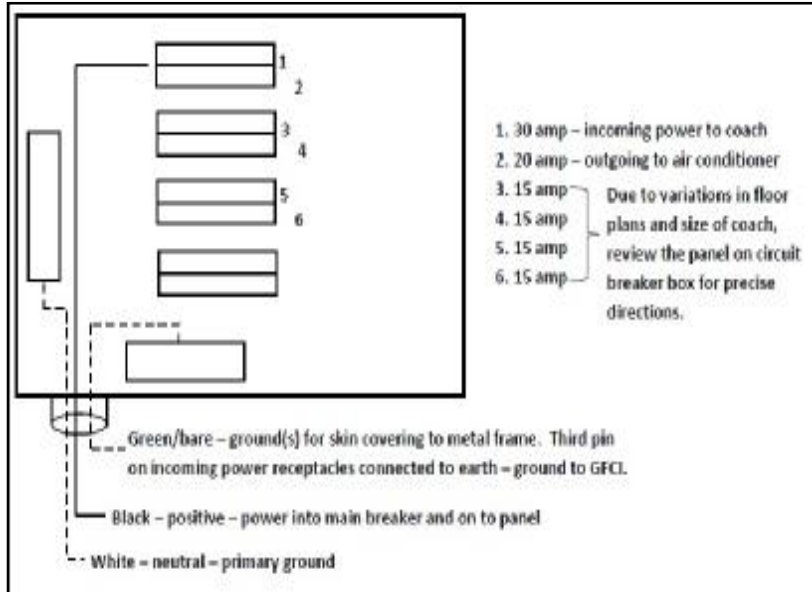 1
2
3
4
5
6
1. 30 amp – incoming power to coach
2. 20 amp – outgoing to air conditioner
3. 15 amp
4. 15 amp
5. 15 amp
6. 15 amp
Due to variations in floor
plans and size of coach,
review the panel on circuit
breaker box for precise
directions.
Green/bare – ground(s) for skin covering to metal frame. Third pin
on incoming power receptacles connected to earth – ground to GFCI.
Black – positive – power into main breaker and on to panel
White – neutral – primary ground